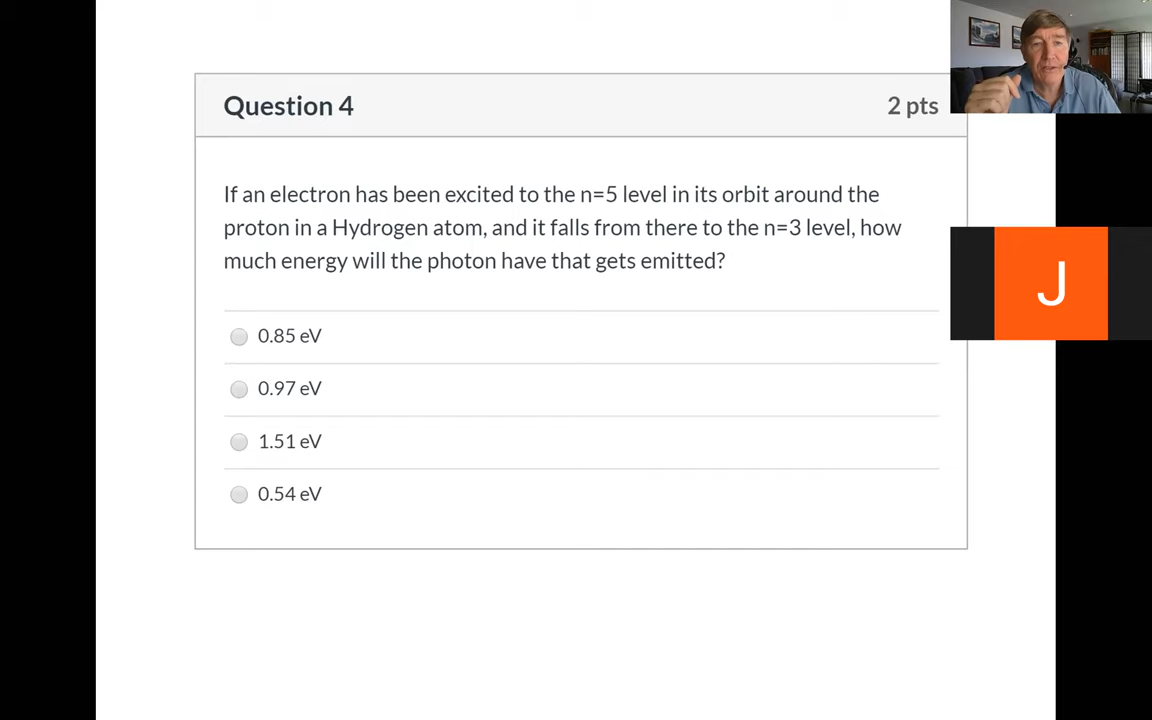 Question 4
2 pts
If an electron has been excited to the n=5 level in its orbit around the
proton in a Hydrogen atom, and it falls from there to the n=3 level, how
much energy will the photon have that gets emitted?
0.85 eV
0.97 eV
1.51 eV
0.54 eV
J